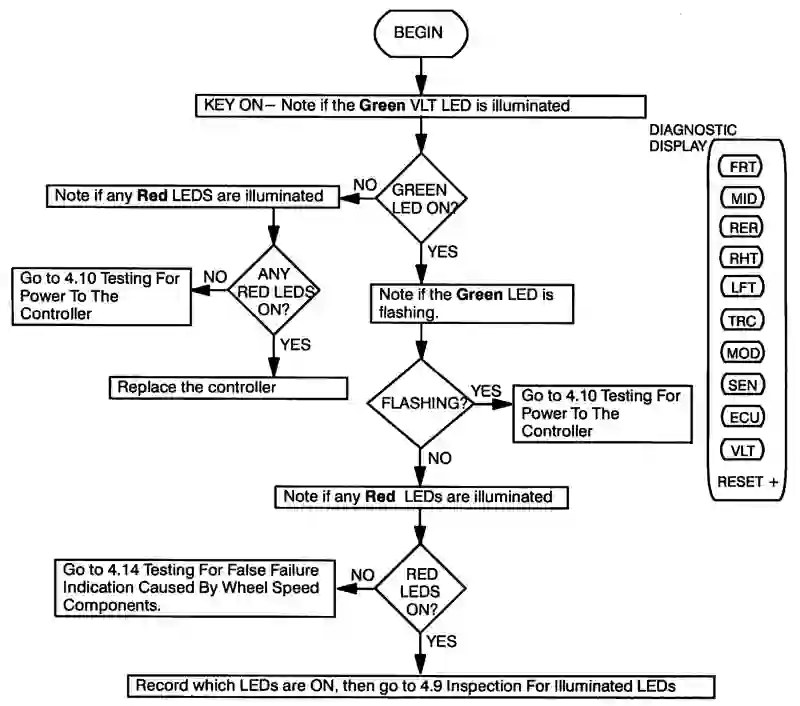 BEGIN
KEY ON– Note if the Green VLT LED is illuminated
DIAGNOSTIC
DISPLAY
FRT
MID
RER
RHT
LFT
TRC
MOD
SEN
ECU
VLT
RESET +
GREEN
LED ON?
NO
Note if any Red LEDS are illuminated
YES
ANY
RED LEDS
ON?
NO
Go to 4.10 Testing For
Power To The
Controller
YES
Replace the controller
Note if the Green LED is
flashing.
FLASHING?
YES
Go to 4.10 Testing For
Power To The
Controller
NO
Note if any Red LEDs are illuminated
RED
LEDS
ON?
NO
Go to 4.14 Testing For False Failure
Indication Caused By Wheel Speed
Components.
YES
Record which LEDs are ON, then go to 4.9 Inspection For Illuminated LEDs